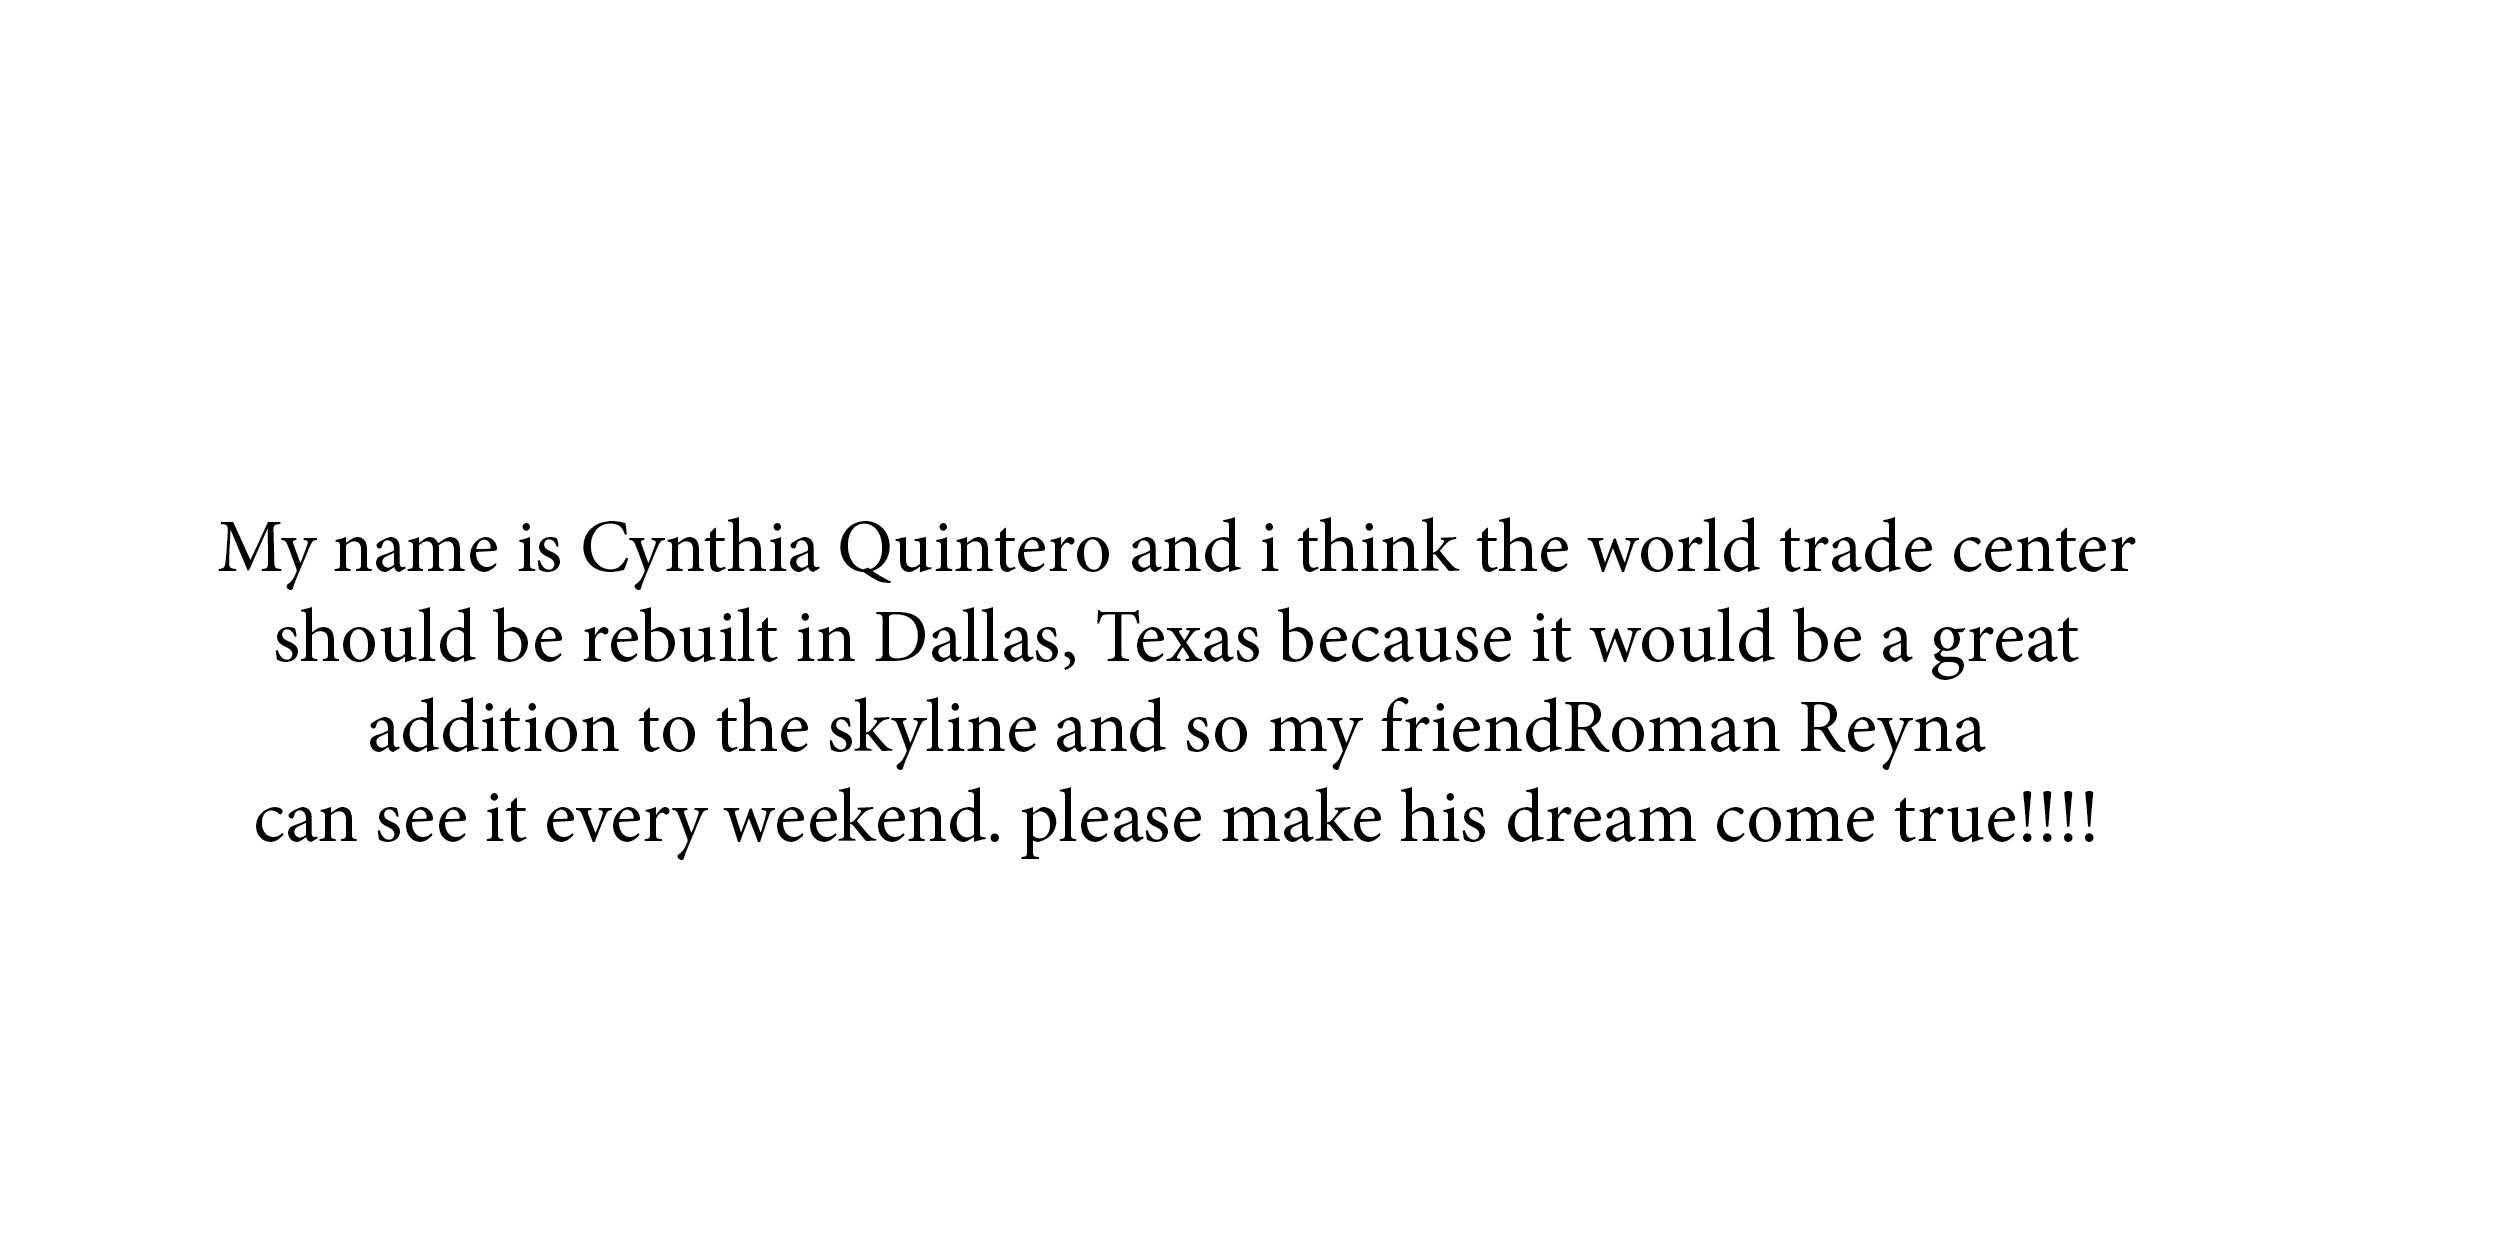 My name is Cynthia Quintero and i think the world trade center
should be rebuilt in Dallas, Texas because it would be a great
addition to the skyline and so my friendRoman Reyna
can see it every weekend. please make his dream come true!!!!